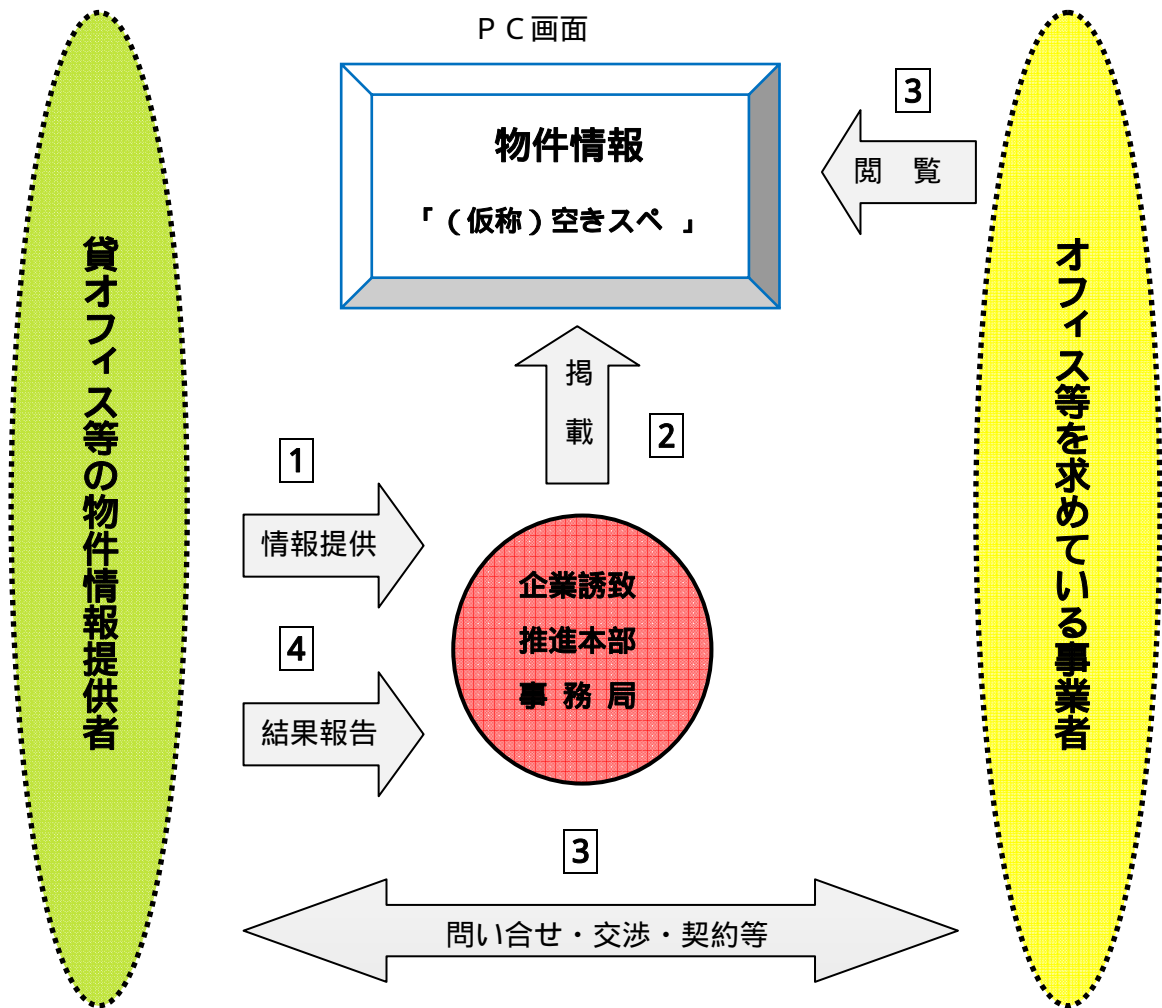 ＰＣ画面
物件情報
「（仮称）空きスペ 」
3
閲 覧
貸オフィス等の物件情報提供者
オフィス等を求めている事業者
掲
載
2
1
情報提供
企業誘致
推進本部
事 務 局
4
結果報告
3
問い合せ・交渉・契約等